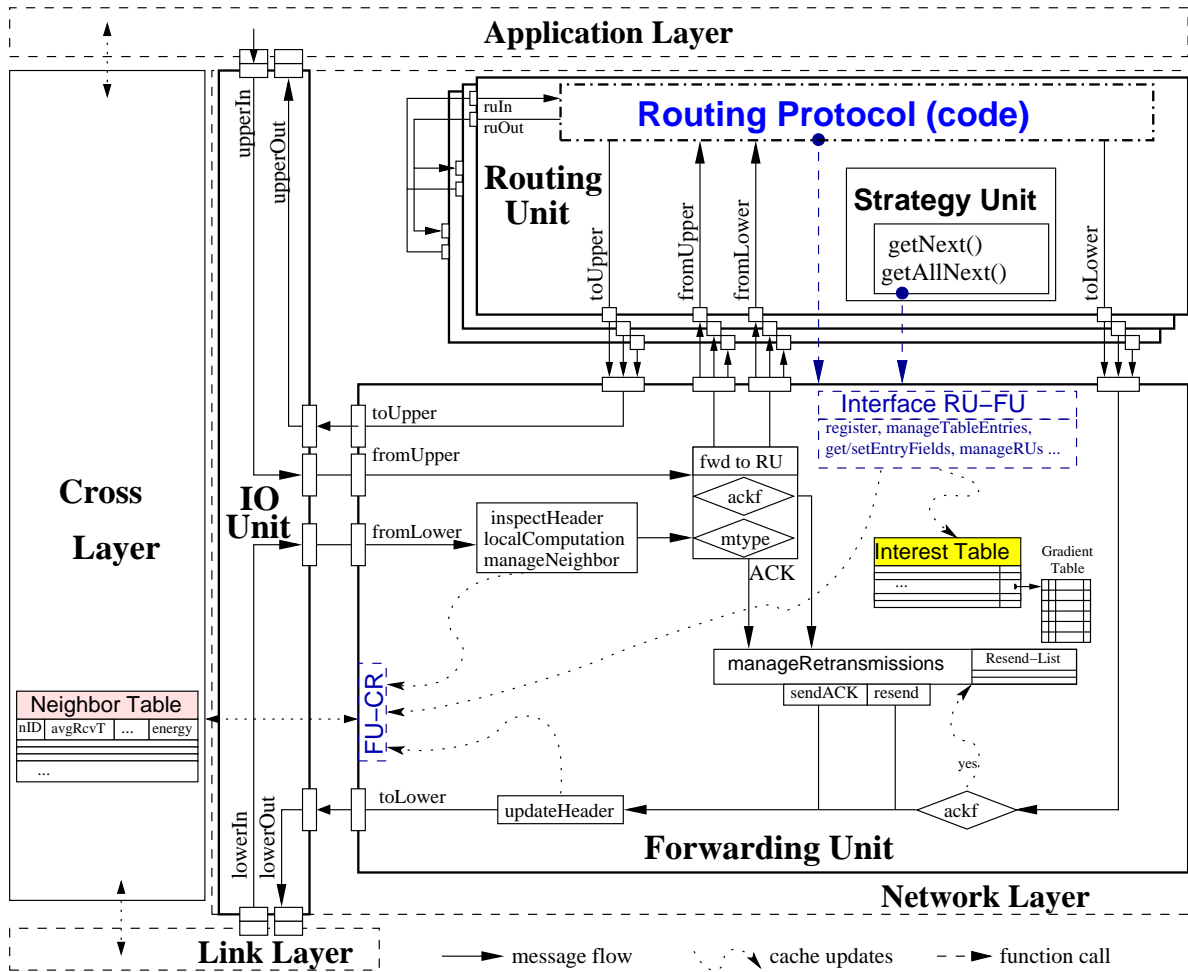 Application Layer
upperIn
upperOut
ruIn
ruOut
Routing Protocol (code)
Routing
Unit
Strategy Unit
getNext()
getAllNext()
toUpper
fromUpper
fromLower
toLower
Cross
Layer
IO
Unit
toUpper
fromUpper
fromLower
inspectHeader
localComputation
manageNeighbor
fwd to RU
ackf
mtype
ACK
Interface RU–FU
register, manageTableEntries,
get/setEntryFields, manageRUs ...
Interest Table
...
Gradient
Table
manageRetransmissions
Resend–List
sendACK
resend
FU–CR
Neighbor Table
nID avgRcvT ... energy
...
yes
toLower
updateHeader
ackf
lowerIn
lowerOut
Forwarding Unit
Network Layer
Link Layer
message flow
cache updates
function call